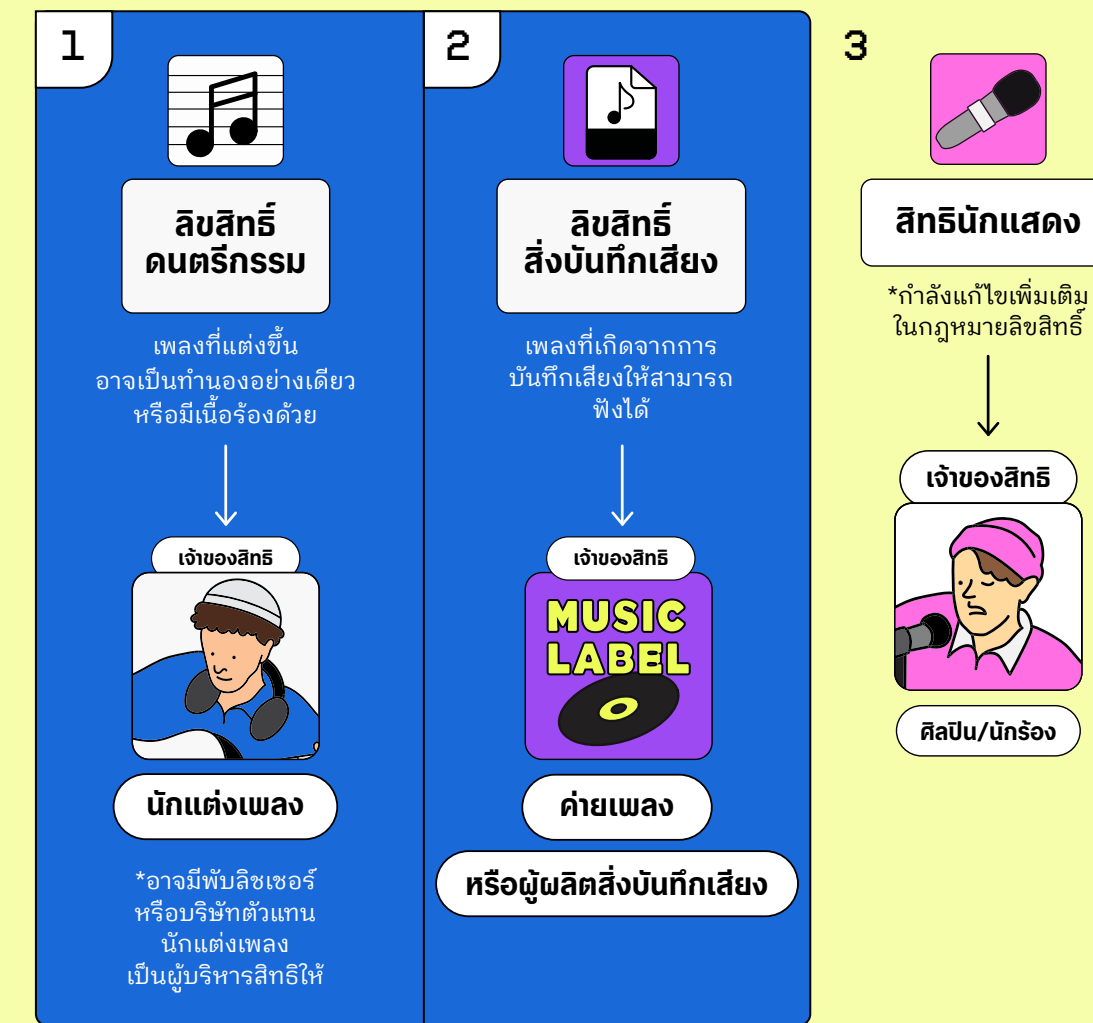 1
ลิขสิทธิ์
ดนตรีกรรม
เพลงที่แต่งขึ้น
อาจเป็นทำนองอย่างเดียว
หรือมีเนื้อร้องด้วย
เจ้าของสิทธิ
นักแต่งเพลง
*อาจมีพับลิชเชอร์
หรือบริษัทตัวแทน
นักแต่งเพลง
เป็นผู้บริหารสิทธิให้
2
ลิขสิทธิ์
สิ่งบันทึกเสียง
เพลงที่เกิดจากการ
บันทึกเสียงให้สามารถ
ฟังได้
เจ้าของสิทธิ
MUSIC
LABEL
ค่ายเพลง
หรือผู้ผลิตสิ่งบันทึกเสียง
3
สิทธินักแสดง
*กำลังแก้ไขเพิ่มเติม
ในกฎหมายลิขสิทธิ์
เจ้าของสิทธิ
ศิลปิน/นักร้อง